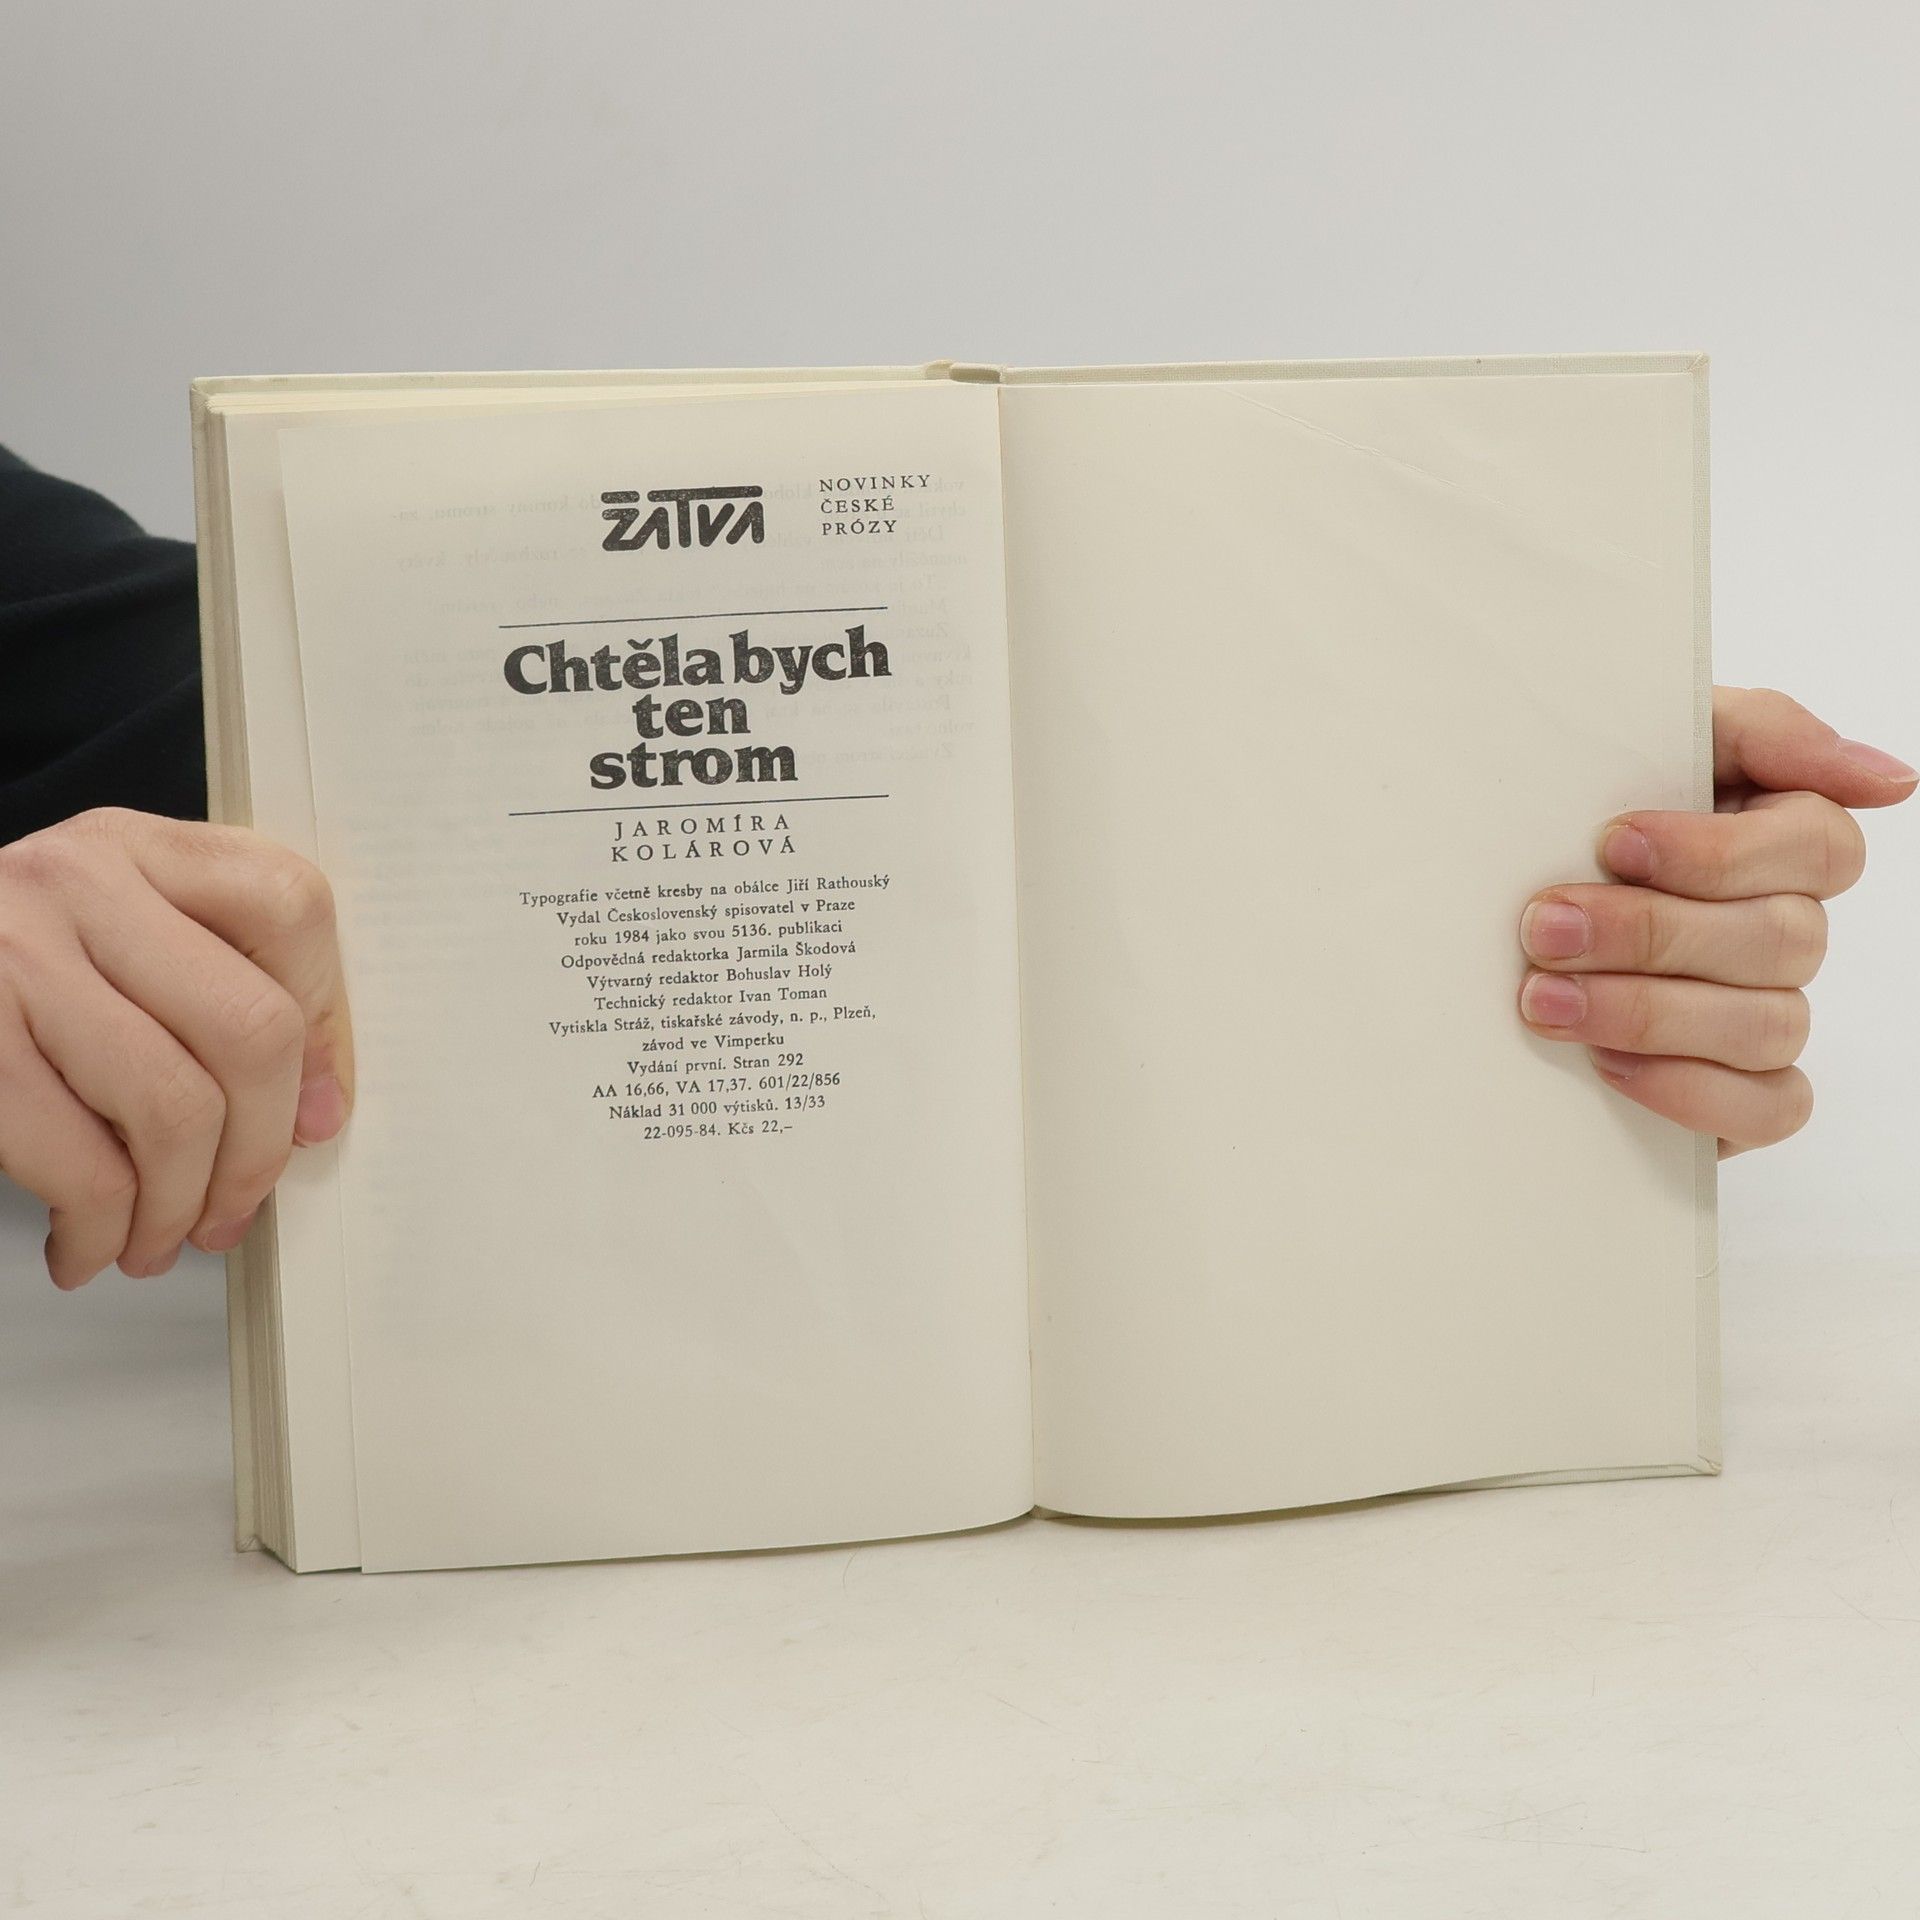 ŽATVA
NOVINKY
ČESKÉ
PRÓZY
Chtěla bych
ten
strom
JAROMÍRA
KOLÁROVÁ
Typografie včetně kresby na obálce Jiří Rathouský
Vydal Československý spisovatel v Praze
roku 1984 jako svou 5136. publikaci
Odpovědná redaktorka Jarmila Škodová
Výtvarný redaktor Bohuslav Holý
Technický redaktor Ivan Toman
Vytiskla Stráž, tiskařské závody, n. p., Plzeň,
závod ve Vimperku
Vydání první. Stran 292
AA 16,66, VA 17,37. 601/22/856
Náklad 31 000 výtisků. 13/33
22-095-84. Kčs 22,–